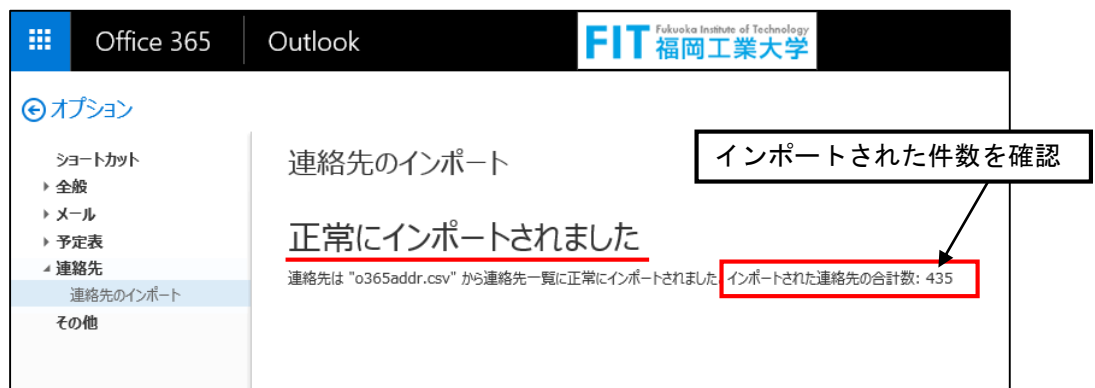 Office 365
Outlook
FIT Fukuoka Institute of Technology
福岡工業大学
オプション
ショートカット
全般
メール
予定表
連絡先
連絡先のインポート
その他
連絡先のインポート
インポートされた件数を確認
正常にインポートされました
連絡先は "o365addr.csv" から連絡先一覧に正常にインポートされました。インポートされた連絡先の合計数: 435